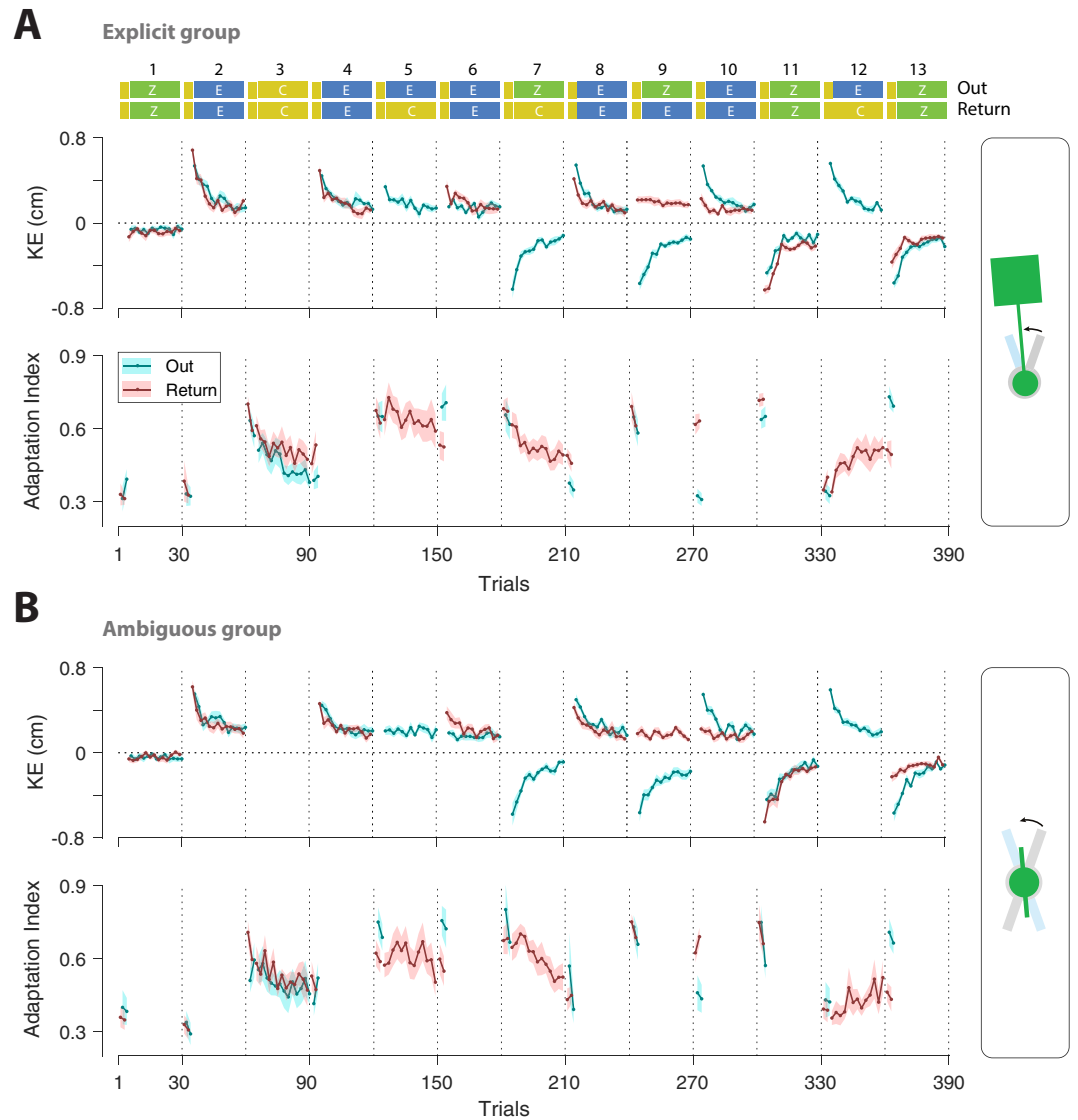 A
Explicit group
1 2 3 4 5 6 7 8 9 10 11 12 13
Z E C E E E Z E Z E Z E Z Out
Z E C E C E C E C E Z C Z Return
0.8
KE (cm)
0
-0.8
0.9
Out
Return
Adaptation Index
0.6
0.3
1 30 90 150 210 270 330 390
Trials
B
Ambiguous group
0.8
KE (cm)
0
-0.8
0.9
Adaptation Index
0.6
0.3
1 30 90 150 210 270 330 390
Trials